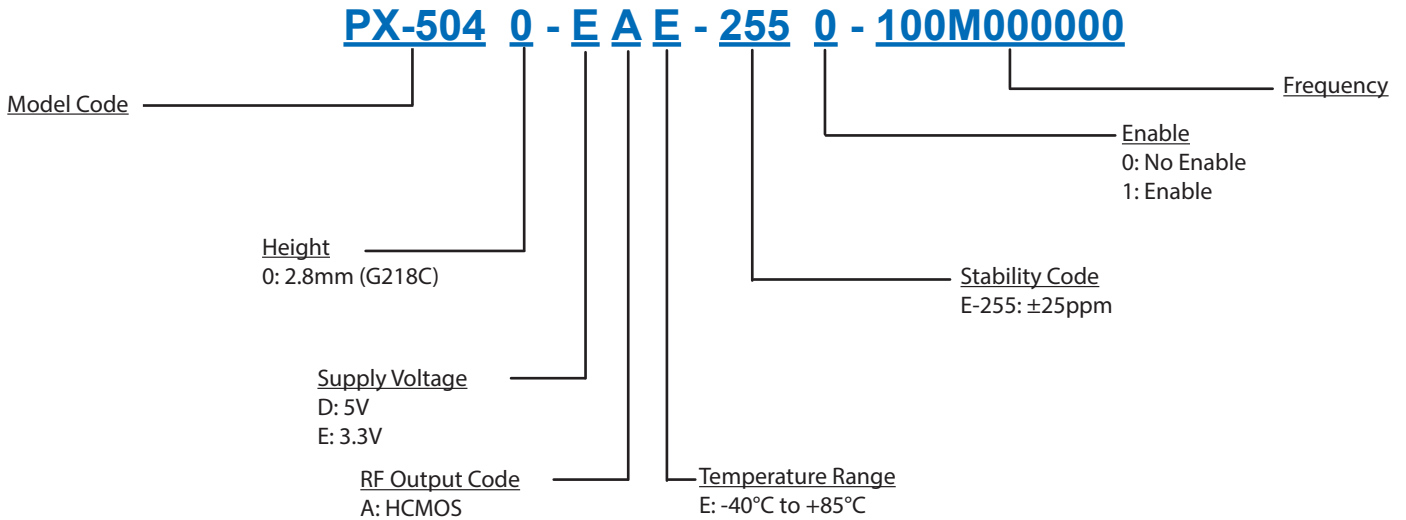 PX-504 0 - E A E - 255 0 - 100M000000
Model Code
Frequency
Enable
0: No Enable
1: Enable
Height
0: 2.8mm (G218C)
Stability Code
E-255: ±25ppm
Supply Voltage
D: 5V
E: 3.3V
RF Output Code
A: HCMOS
Temperature Range
E: -40°C to +85°C